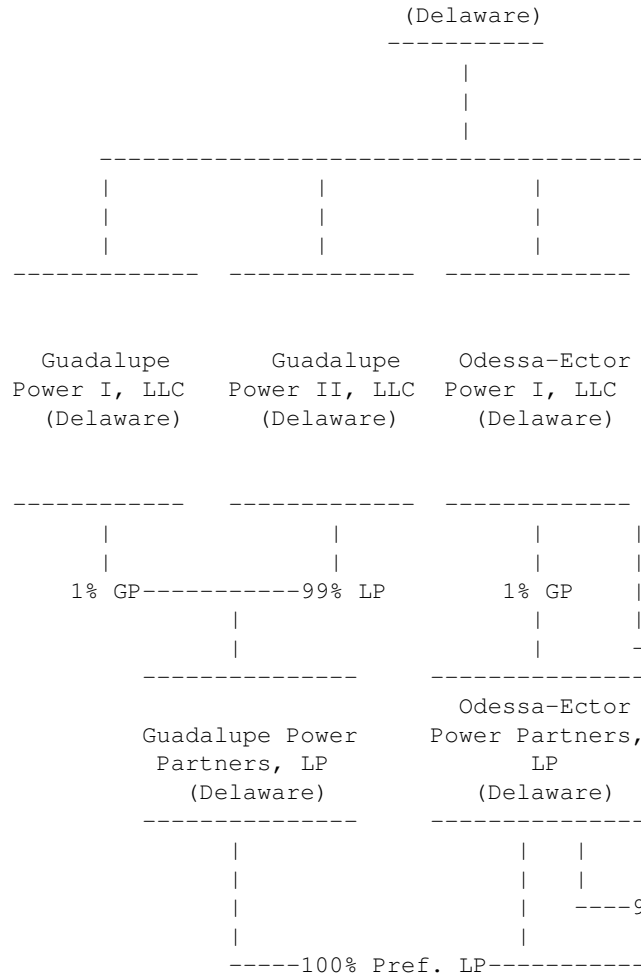 (Delaware)
Guadalupe Guadalupe Odessa-Ector
Power I, LLC Power II, LLC Power I, LLC
(Delaware) (Delaware) (Delaware)
1% GP 99% LP 1% GP
Odessa-Ector
Guadalupe Power Power Partners,
Partners, LP LP
(Delaware) (Delaware)
9
100% Pref. LP